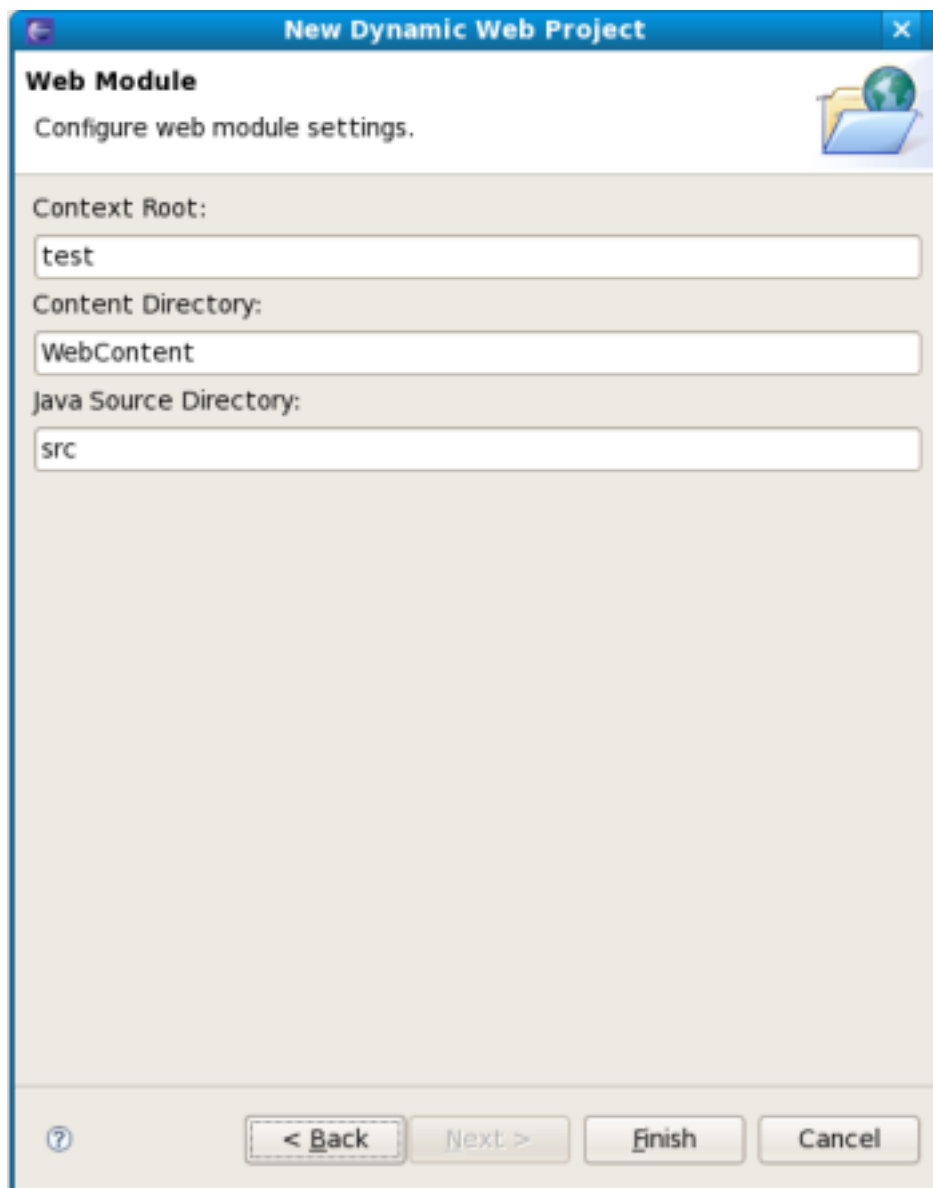 New Dynamic Web Project
Web Module
Configure web module settings.
Context Root:
test
Content Directory:
WebContent
Java Source Directory:
src
< Back Next > Finish Cancel